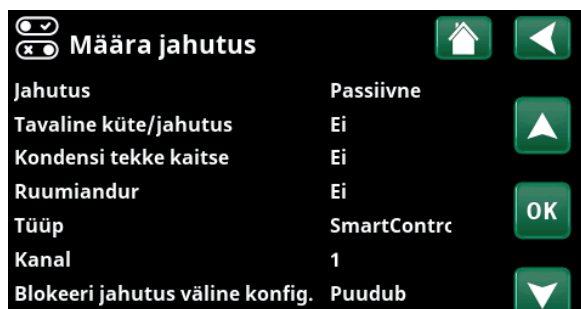 Määra jahutus
Jahutus Passiivne
Tavaline küte/jahutus Ei
Kondensi tekke kaitse Ei
Ruumiandur Ei
OK
Tüüp SmartContrc
Kanal 1
Blokeeri jahutus väline konfig. Puudub